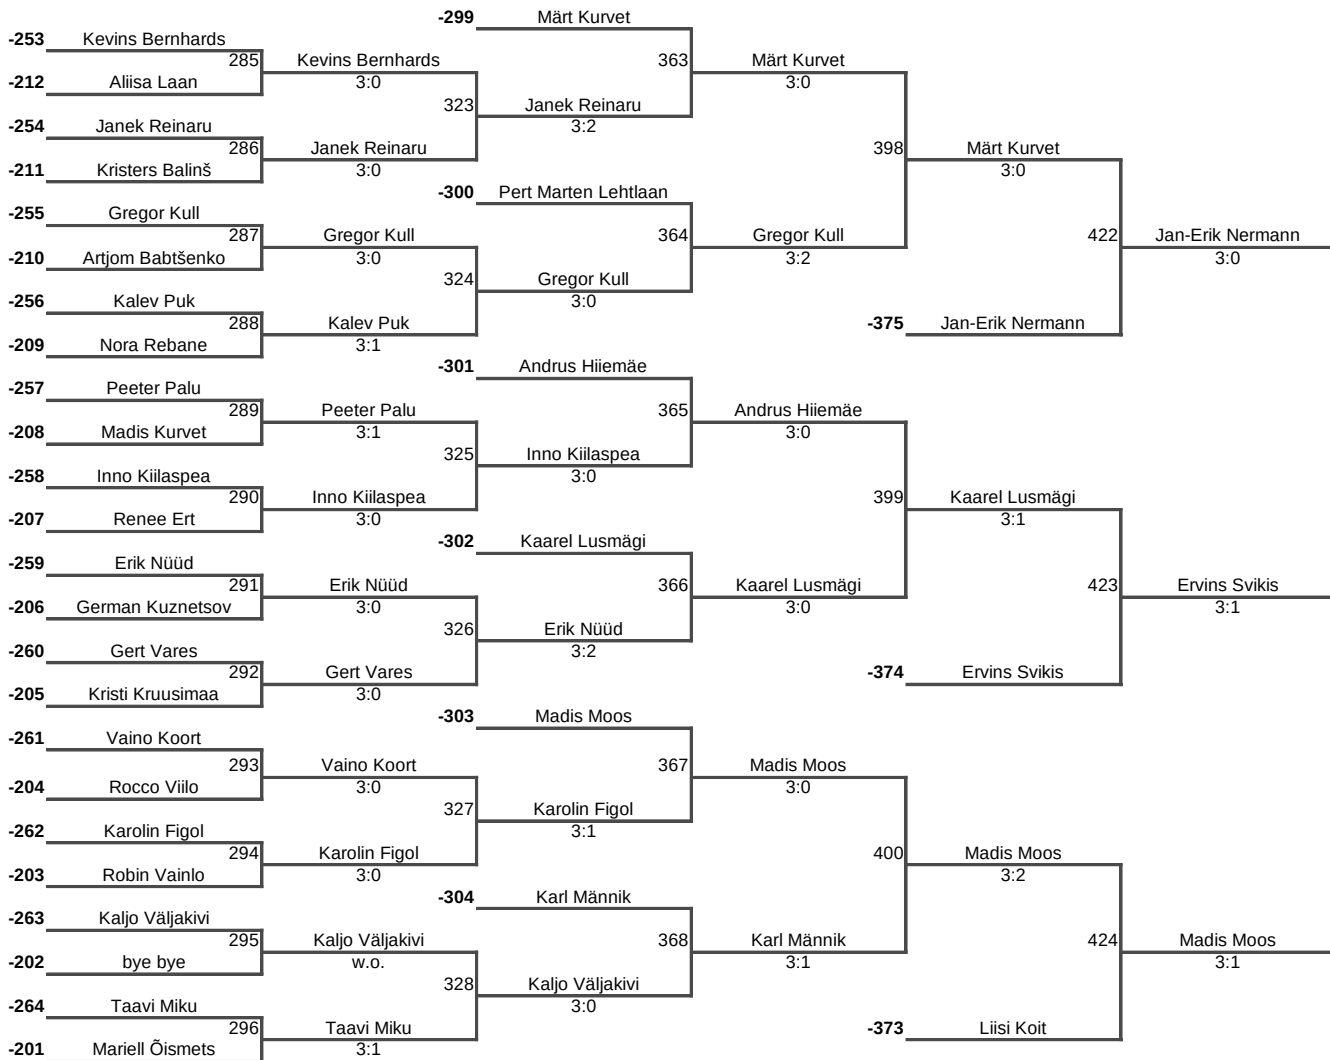 -299 Märt Kurvet
-253 Kevins Bernhards
285 Kevins Bernhards 363 Märt Kurvet
-212 Aliisa Laan 3:0 3:0
323 Janek Reinaru
-254 Janek Reinaru 3:2
286 Janek Reinaru 398 Märt Kurvet
-211 Kristers Balinš 3:0 3:0
-300 Pert Marten Lehtlaan
-255 Gregor Kull
287 Gregor Kull 364 Gregor Kull 422 Jan-Erik Nermann
-210 Artjom Babtšenko 3:0 3:2 3:0
324 Gregor Kull
-256 Kalev Puk 3:0
288 Kalev Puk -375 Jan-Erik Nermann
-209 Nora Rebane 3:1
-301 Andrus Hiiemäe
-257 Peeter Palu
289 Peeter Palu 365 Andrus Hiiemäe
-208 Madis Kurvet 3:1 3:0
325 Inno Kiilaspea
-258 Inno Kiilaspea 3:0
290 Inno Kiilaspea 399 Kaarel Lusmägi
-207 Renee Ert 3:0 3:1
-302 Kaarel Lusmägi
-259 Erik Nüüd
291 Erik Nüüd 366 Kaarel Lusmägi 423 Ervins Svikis
-206 German Kuznetsov 3:0 3:0 3:1
326 Erik Nüüd
-260 Gert Vares 3:2
292 Gert Vares -374 Ervins Svikis
-205 Kristi Kruusimaa 3:0
-303 Madis Moos
-261 Vaino Koort
293 Vaino Koort 367 Madis Moos
-204 Rocco Viilo 3:0 3:0
327 Karolin Figol
-262 Karolin Figol 3:1
294 Karolin Figol 400 Madis Moos
-203 Robin Vainlo 3:0 3:2
-304 Karl Männik
-263 Kaljo Väljakivi
295 Kaljo Väljakivi 368 Karl Männik 424 Madis Moos
-202 bye bye w.o. 3:1 3:1
328 Kaljo Väljakivi
-264 Taavi Miku 3:0
296 Taavi Miku -373 Liisi Koit
-201 Mariell Õismets 3:1